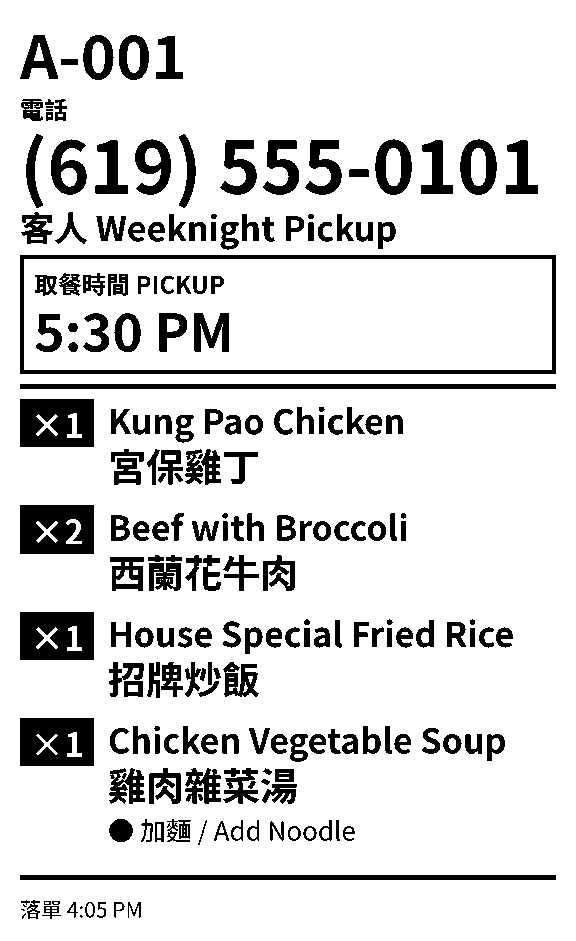 A-001
電話
(619) 555-0101
客人 Weeknight Pickup
取餐時間 PICKUP
5:30 PM
×1 Kung Pao Chicken
宮保雞丁
×2 Beef with Broccoli
西蘭花牛肉
×1 House Special Fried Rice
招牌炒飯
×1 Chicken Vegetable Soup
雞肉雜菜湯
● 加麵 / Add Noodle
落單 4:05 PM